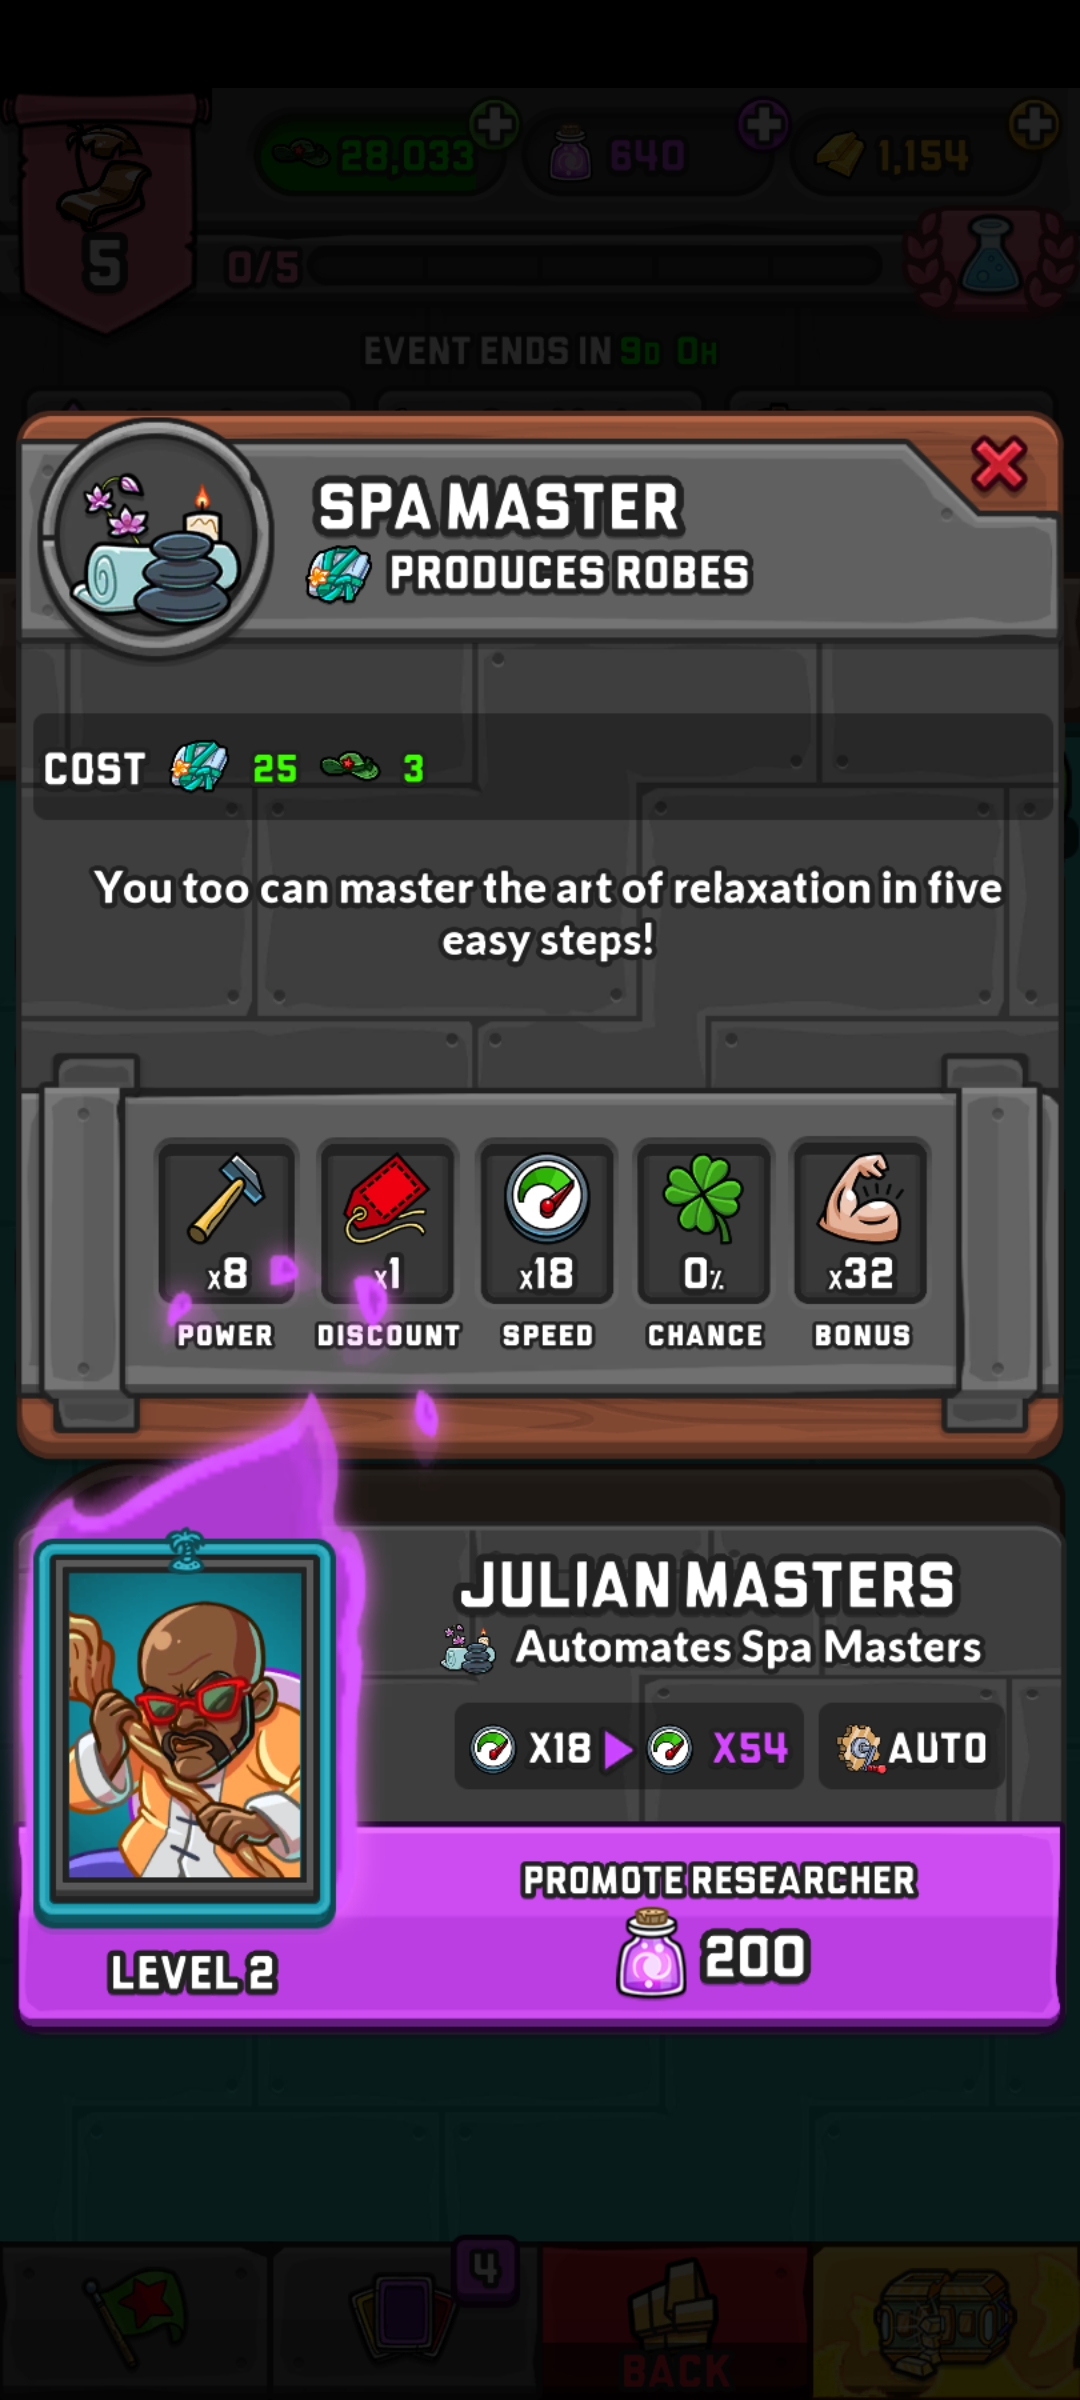 28,033
640
1,154
5
0/5
EVENT ENDS IN 9D 0H
SPA MASTER
PRODUCES ROBES
COST 25 3
You too can master the art of relaxation in five
easy steps!
x8 x1 x18 0% x32
POWER DISCOUNT SPEED CHANCE BONUS
JULIAN MASTERS
Automates Spa Masters
X18 X54 AUTO
PROMOTE RESEARCHER
200
LEVEL 2
4
BACK